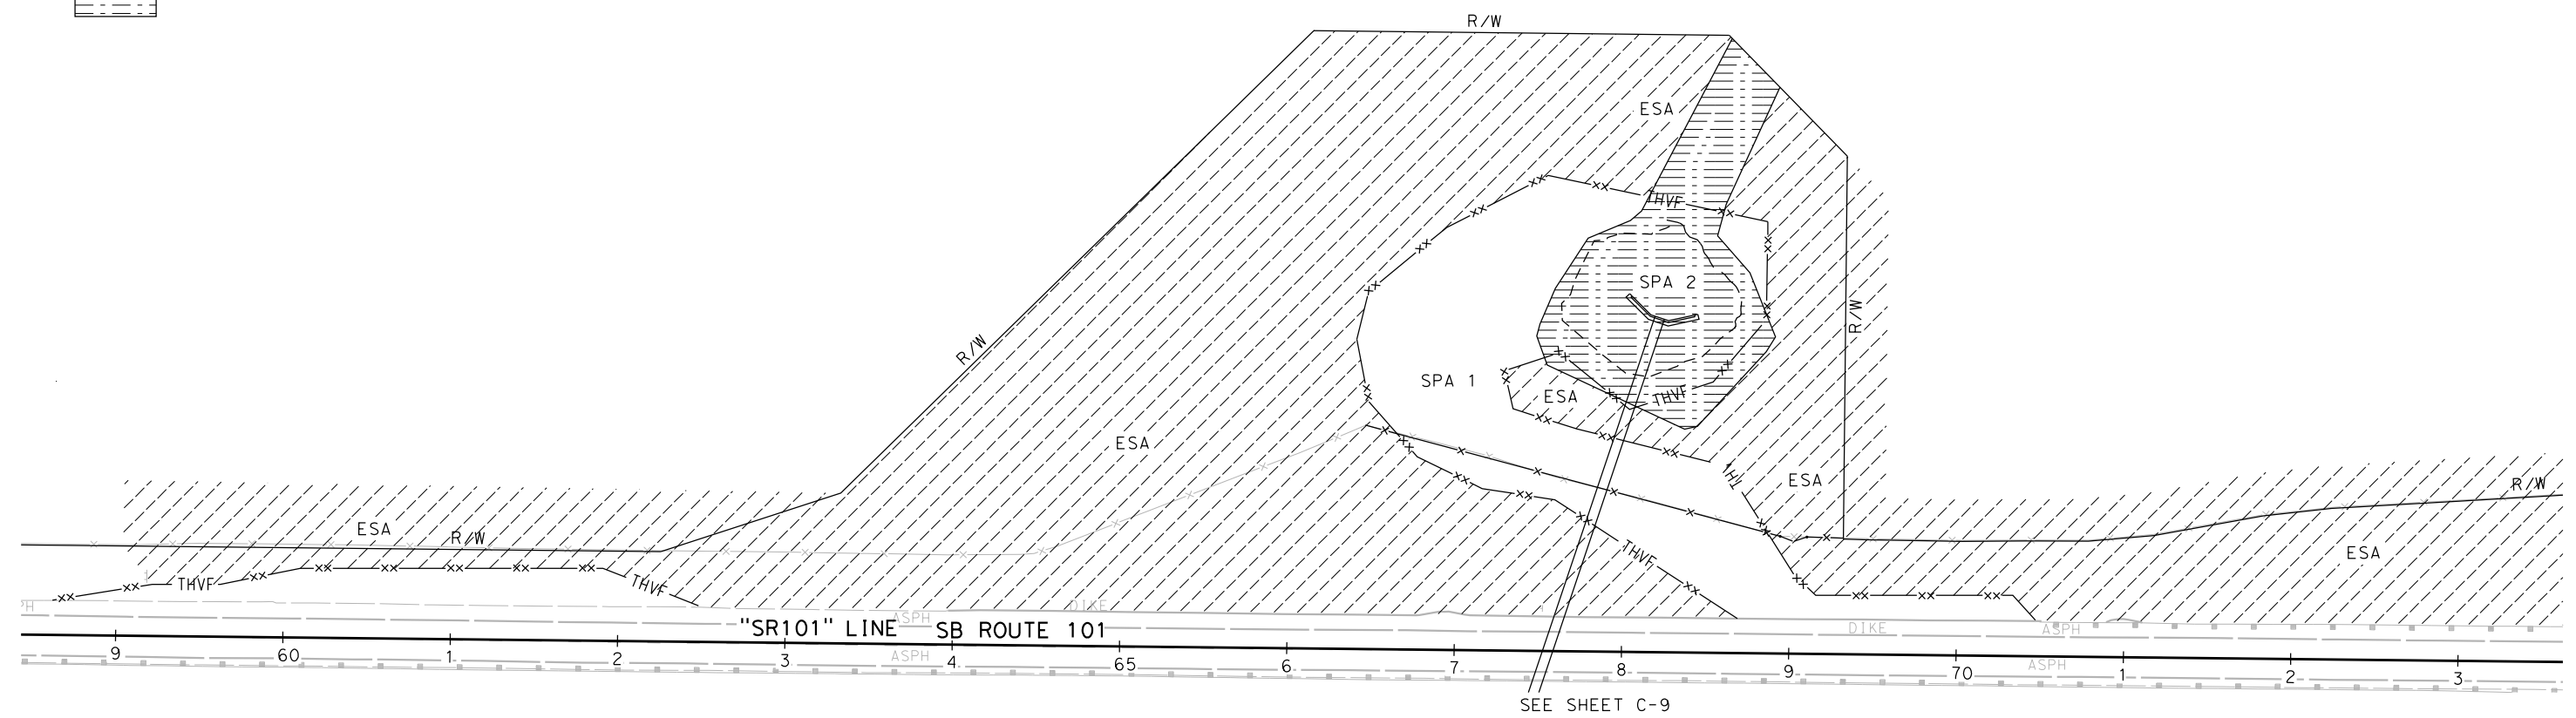 R/W
ESA
THVF
R/W
SPA 2
R/W
SPA 1
ESA
THVF
ESA
ESA
R/W
ESA
R/W
THVF
ESA
THVF
THVF
DIKE
ASPH
"SR101" LINE SB ROUTE 101
DIKE
ASPH
9 60 1 2 3 ASPH 4 65 6 7 8 9 70 ASPH 1 2 3
SEE SHEET C-9